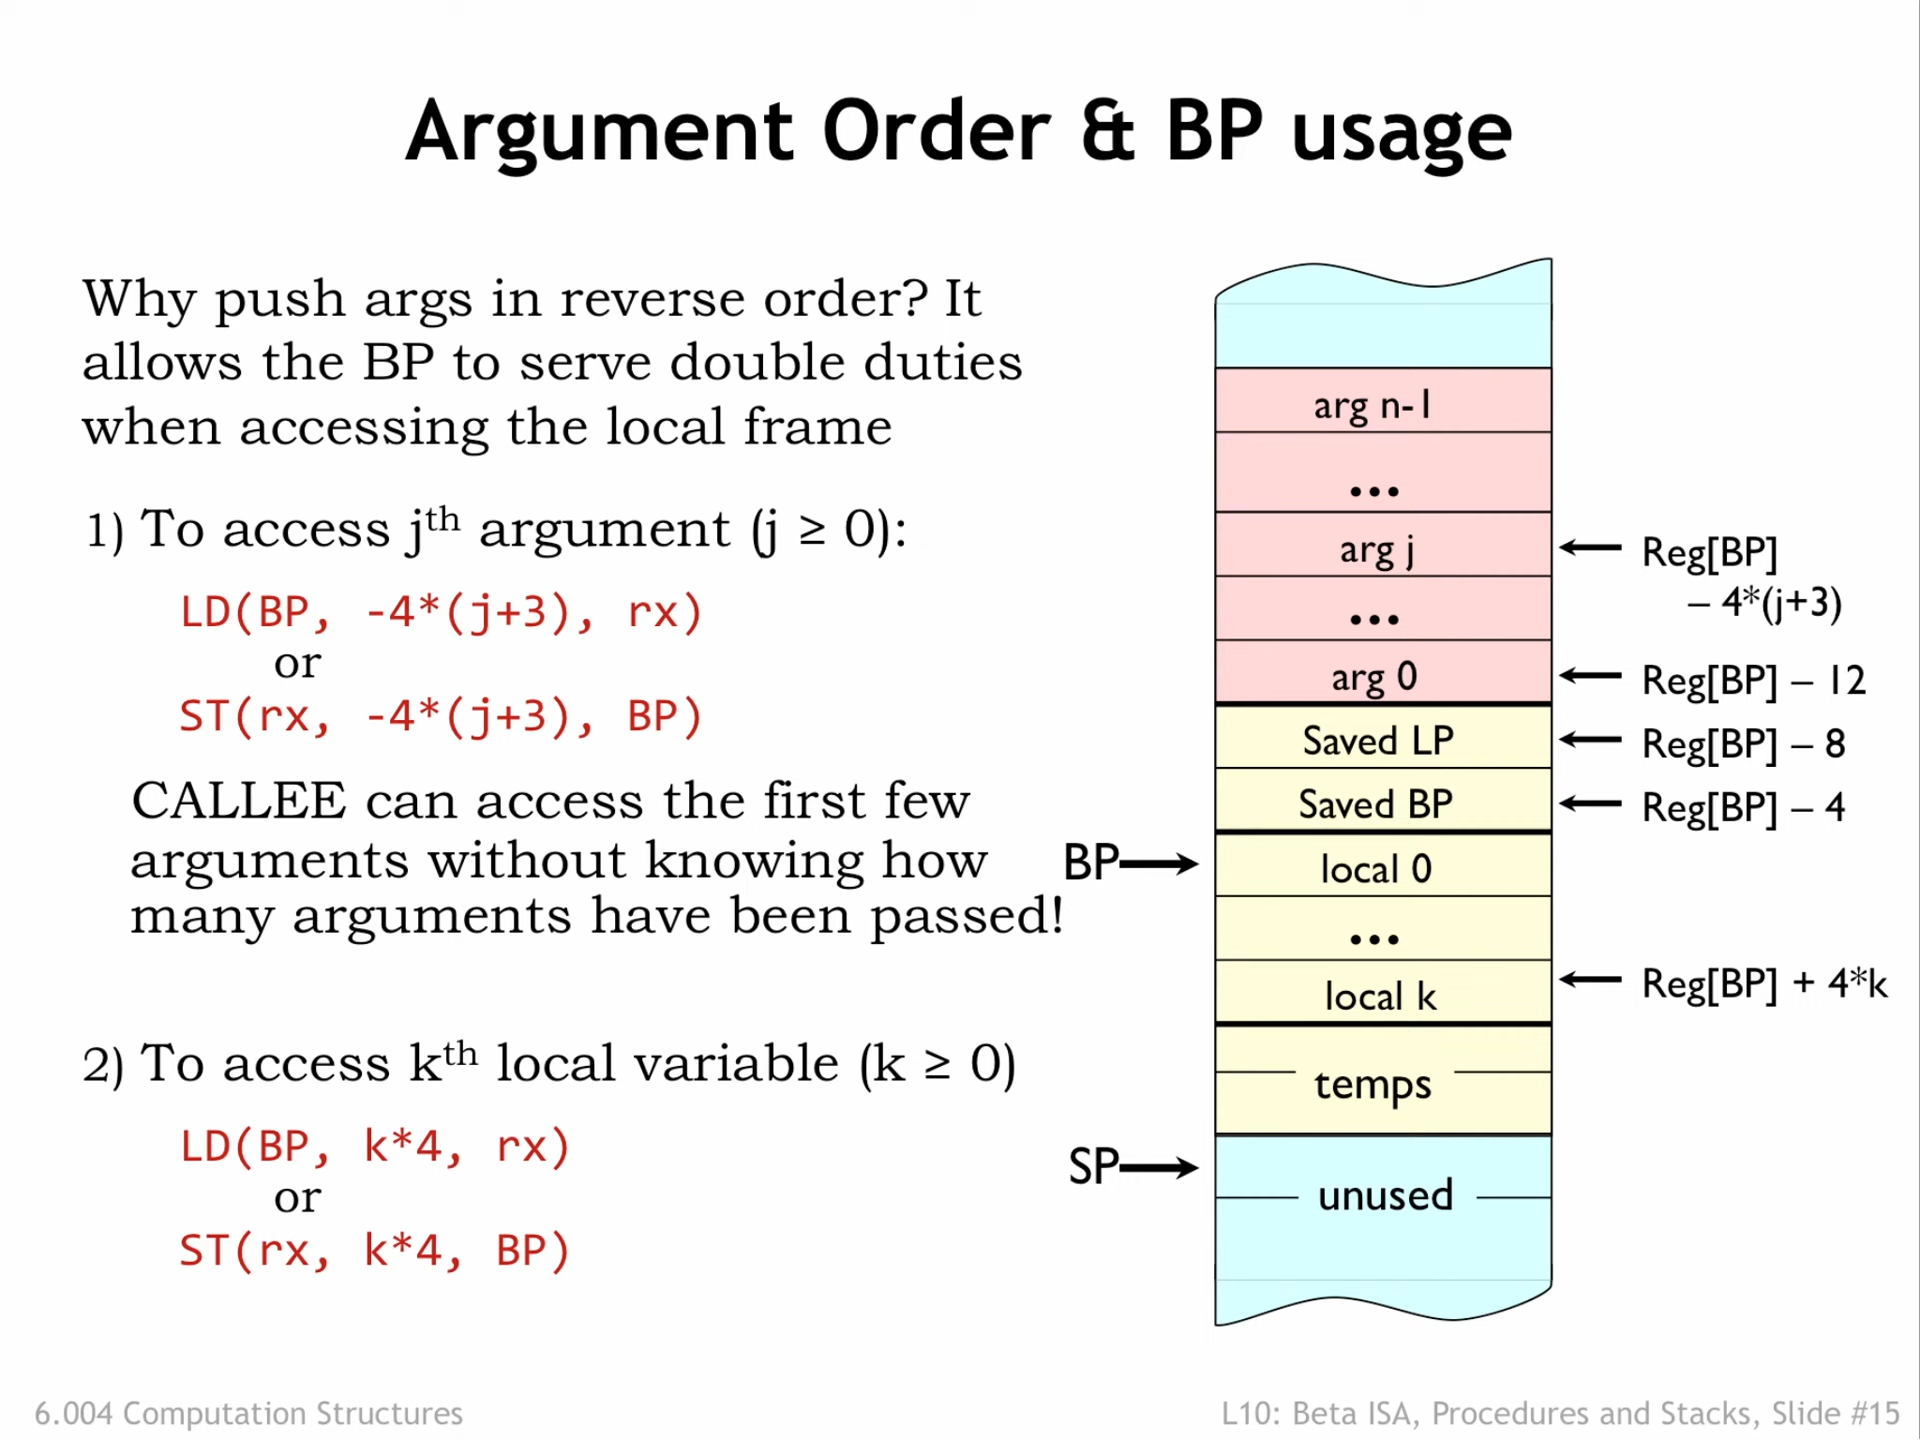 Argument Order & BP usage
Why push args in reverse order? It
allows the BP to serve double duties
when accessing the local frame
1) To access jth argument (j ≥ 0):
LD(BP, -4*(j+3), rx)
or
ST(rx, -4*(j+3), BP)
CALLEE can access the first few
arguments without knowing how
many arguments have been passed!
2) To access kth local variable (k ≥ 0)
LD(BP, k*4, rx)
or
ST(rx, k*4, BP)
arg n-1
...
arg j
Reg[BP]
– 4*(j+3)
...
arg 0
Reg[BP] – 12
Saved LP
Reg[BP] – 8
Saved BP
Reg[BP] – 4
BP
local 0
...
local k
Reg[BP] + 4*k
temps
SP
unused
6.004 Computation Structures
L10: Beta ISA, Procedures and Stacks, Slide #15